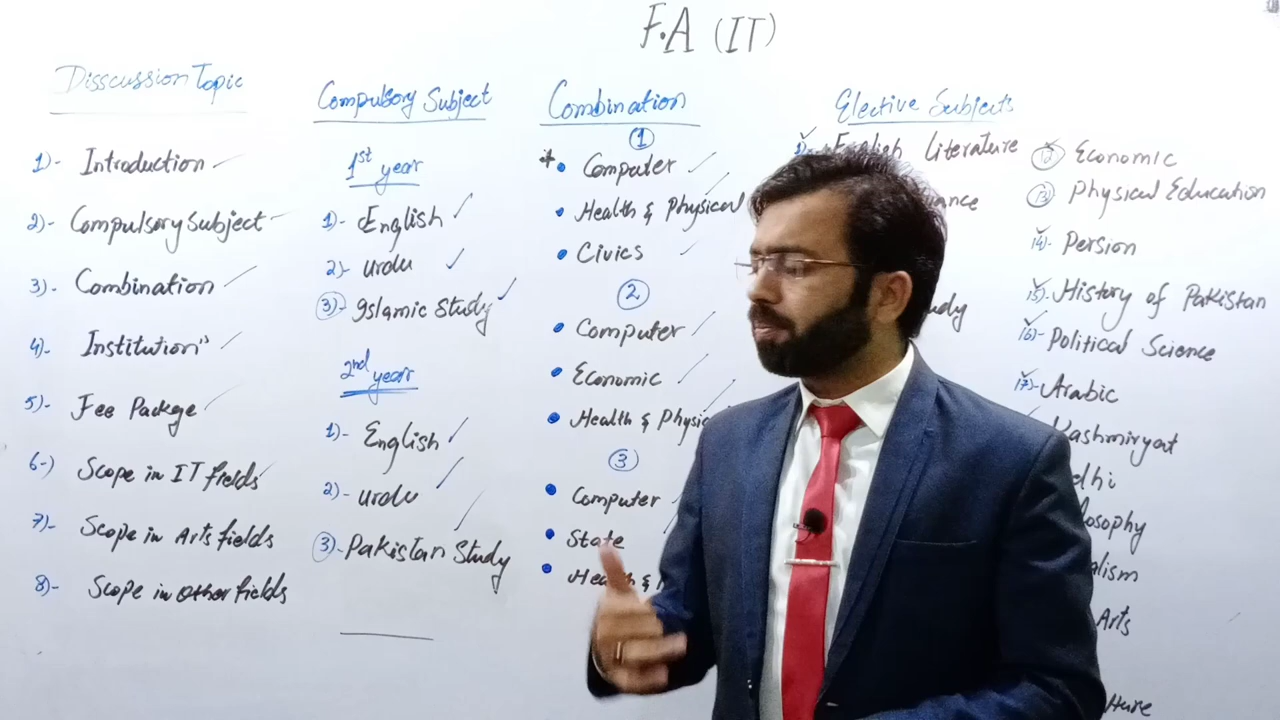 F.A (IT)
Disscussion Topic
1)- Introduction
2)- Compulsory Subject
3)- Combination
4)- Institution's
5)- Fee Packege
6-) Scope in IT fields
7)- Scope in Arts fields
8)- Scope in other fields
Compulsory Subject
1st year
1)- English
2)- urdu
3)- Islamic Study
2nd year
1)- English
2)- urdu
3)- Pakistan Study
Combination
1
* • Computer
• Health & Physical
• Civics
2
• Computer
• Economic
• Health & Physic
3
• Computer
• State
• Health &
Elective Subjects
English Literature
12 Economic
13 Physical Education
14)- Persion
15)- History of Pakistan
16)- Political Science
17)- Arabic
Kashmiryat